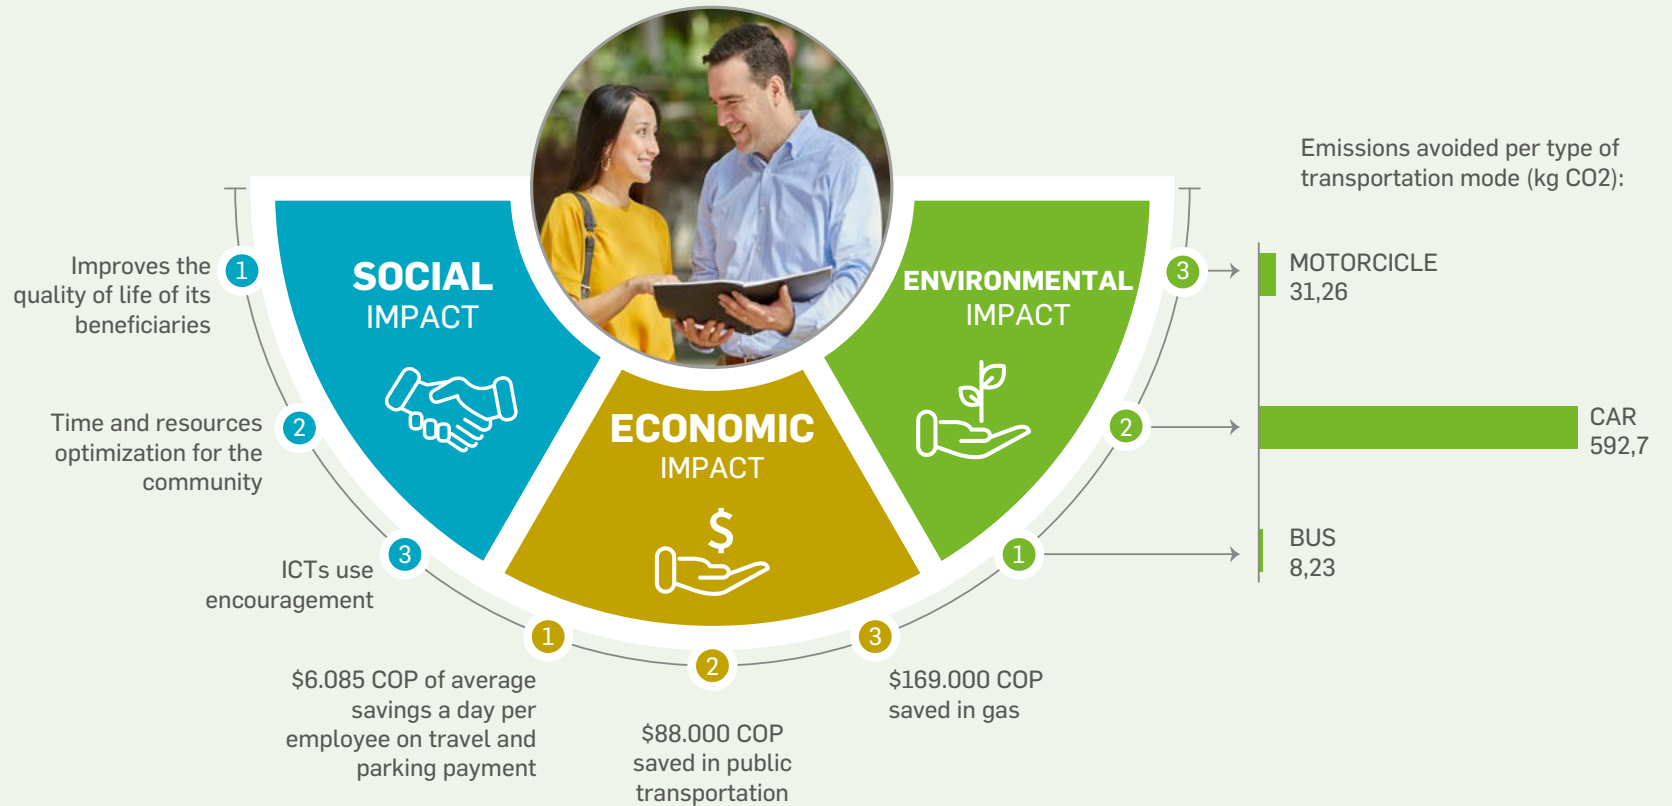 SOCIAL
IMPACT
1
Improves the
quality of life of its
beneficiaries
2
Time and resources
optimization for the
community
3
ICTs use
encouragement
ECONOMIC
IMPACT
$
1
$6.085 COP of average
savings a day per
employee on travel and
parking payment
2
$88.000 COP
saved in public
transportation
3
$169.000 COP
saved in gas
ENVIRONMENTAL
IMPACT
Emissions avoided per type of
transportation mode (kg CO2):
3
MOTORCICLE
31,26
2
CAR
592,7
1
BUS
8,23